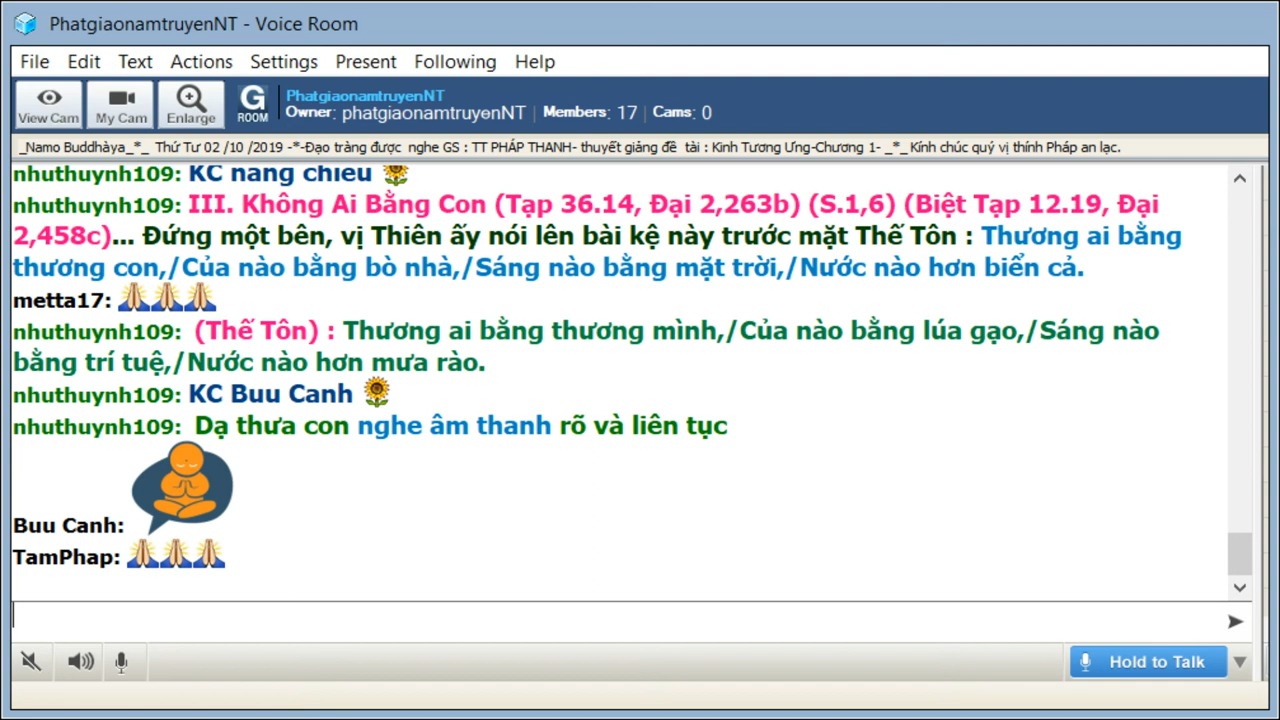 PhatgiaonamtruyenNT - Voice Room
File Edit Text Actions Settings Present Following Help
View Cam My Cam Enlarge G ROOM
PhatgiaonamtruyenNT
Owner: phatgiaonamtruyenNT | Members: 17 | Cams: 0
_Namo Buddhàya_*_ Thứ Tư 02 /10 /2019 -*-Đạo tràng được nghe GS : TT PHÁP THANH- thuyết giảng đề tài : Kinh Tương Ưng-Chương 1- _*_Kính chúc quý vị thính Pháp an lạc.
nhuthuynh109: KC nang chieu
nhuthuynh109: III. Không Ai Bằng Con (Tạp 36.14, Đại 2,263b) (S.1,6) (Biệt Tạp 12.19, Đại
2,458c)... Đứng một bên, vị Thiên ấy nói lên bài kệ này trước mặt Thế Tôn : Thương ai bằng
thương con,/Của nào bằng bò nhà,/Sáng nào bằng mặt trời,/Nước nào hơn biển cả.
metta17:
nhuthuynh109: (Thế Tôn) : Thương ai bằng thương mình,/Của nào bằng lúa gạo,/Sáng nào
bằng trí tuệ,/Nước nào hơn mưa rào.
nhuthuynh109: KC Buu Canh
nhuthuynh109: Dạ thưa con nghe âm thanh rõ và liên tục
Buu Canh:
TamPhap:
Hold to Talk